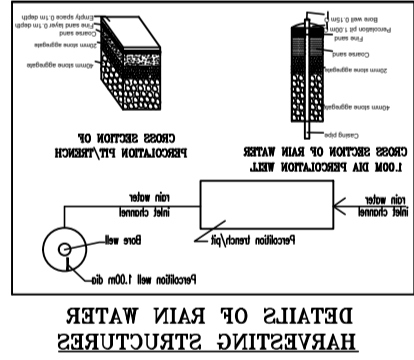 Empty space 0.1m depth
Fine sand layer 0.1m depth
Coarse sand
20mm stone aggregate
40mm stone aggregate
CROSS SECTION OF
PERCOLATION PIT/TRENCH
Bore well 0.15m
Percolation pit 1.00m
Fine sand
Coarse sand
20mm stone aggregate
40mm stone aggregate
Casing pipe
CROSS SECTION OF RAIN WATER
1.00M DIA PERCOLATION WELL
rain water
inlet channel
rain water
inlet channel
Bore well
Percolition trench/pit
Percolition well 1.00m dia
DETAILS OF RAIN WATER
HARVESTING STRUCTURES